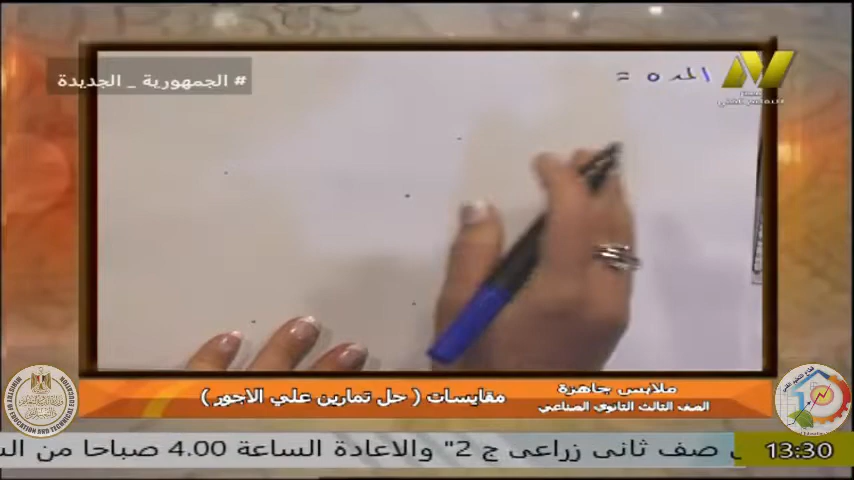 # الجمهورية _ الجديدة
المده =
ملابس جاهزة
الصف الثالث الثانوي الصناعي
مقايسات ( حل تمارين علي الاجور )
صف ثانى زراعى ج 2" والاعادة الساعة 4.00 صباحا من
13:30